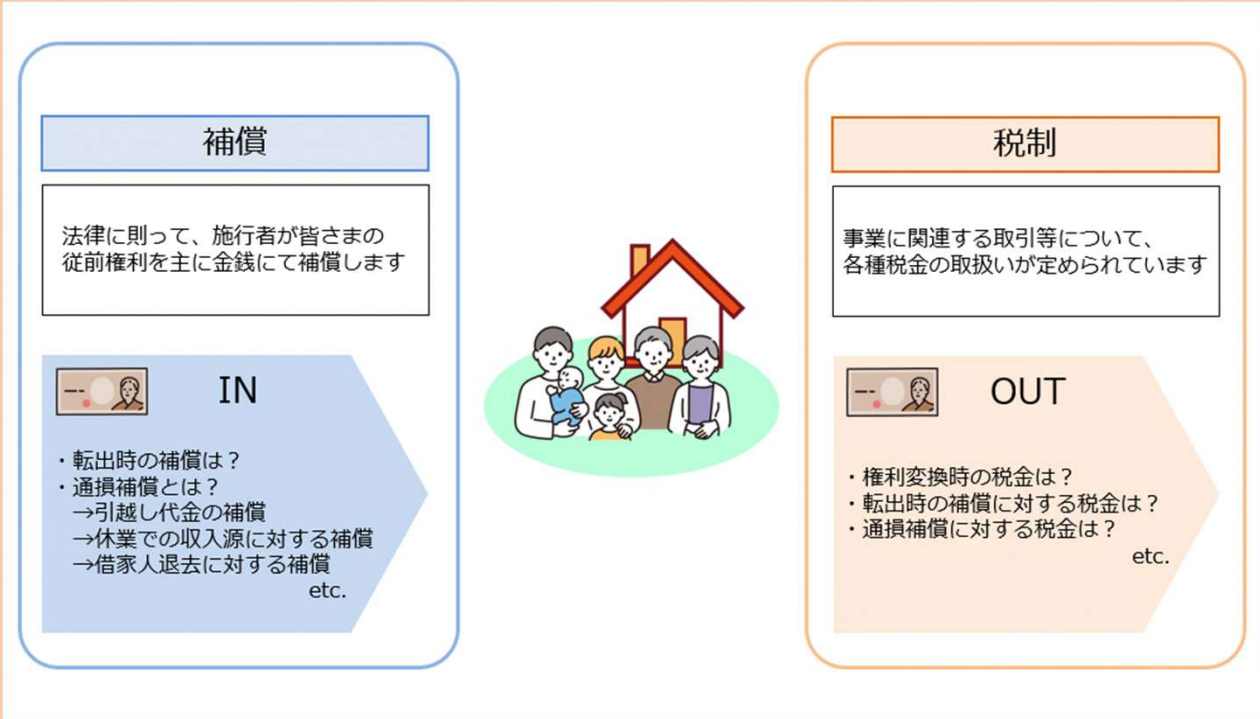 補償
法律に則って、施行者が皆さまの
従前権利を主に金銭にて補償します
IN
・転出時の補償は？
・通損補償とは？
→引越し代金の補償
→休業での収入源に対する補償
→借家人退去に対する補償
etc.
税制
事業に関連する取引等について、
各種税金の取扱いが定められています
OUT
・権利変換時の税金は？
・転出時の補償に対する税金は？
・通損補償に対する税金は？
etc.